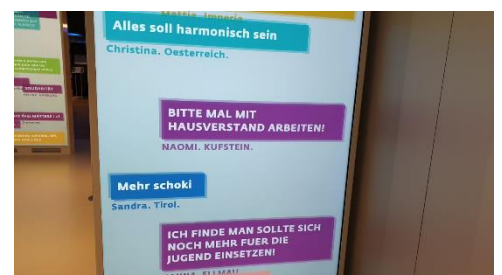 Alles soll harmonisch sein
Christina. Oesterreich.
BITTE MAL MIT
HAUSVERSTAND ARBEITEN!
NAOMI. KUFSTEIN.
Mehr schoki
Sandra. Tirol.
ICH FINDE MAN SOLLTE SICH
NOCH MEHR FUER DIE
JUGEND EINSETZEN!